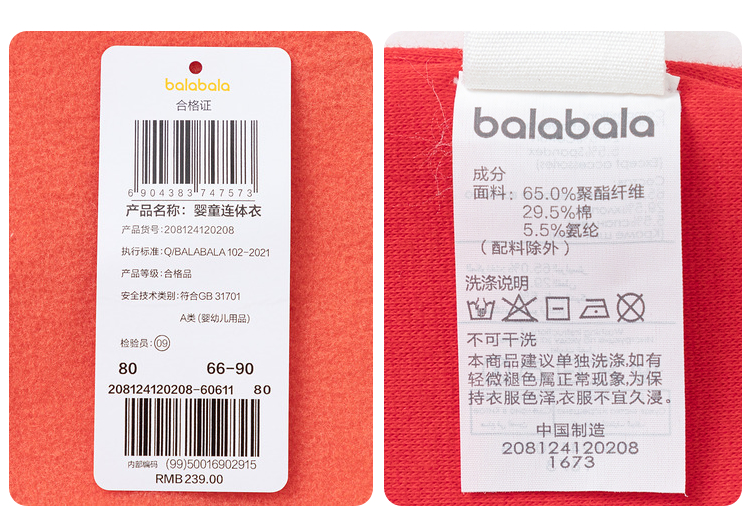 balabala
合格证
6 904383 747573
产品名称：婴童连体衣
产品货号:208124120208
执行标准:Q/BALABALA 102-2021
产品等级:合格品
安全技术类别:符合GB 31701
A类 (婴幼儿用品)
检验员:09
80 66-90
208124120208-60611 80
内部编码 (99)50016902915
RMB239.00
balabala
成分
面料：65.0%聚酯纤维
29.5%棉
5.5%氨纶
（配料除外）
洗涤说明
不可干洗
本商品建议单独洗涤,如有
轻微褪色属正常现象,为保
持衣服色泽,衣服不宜久浸。
中国制造
208124120208
1673